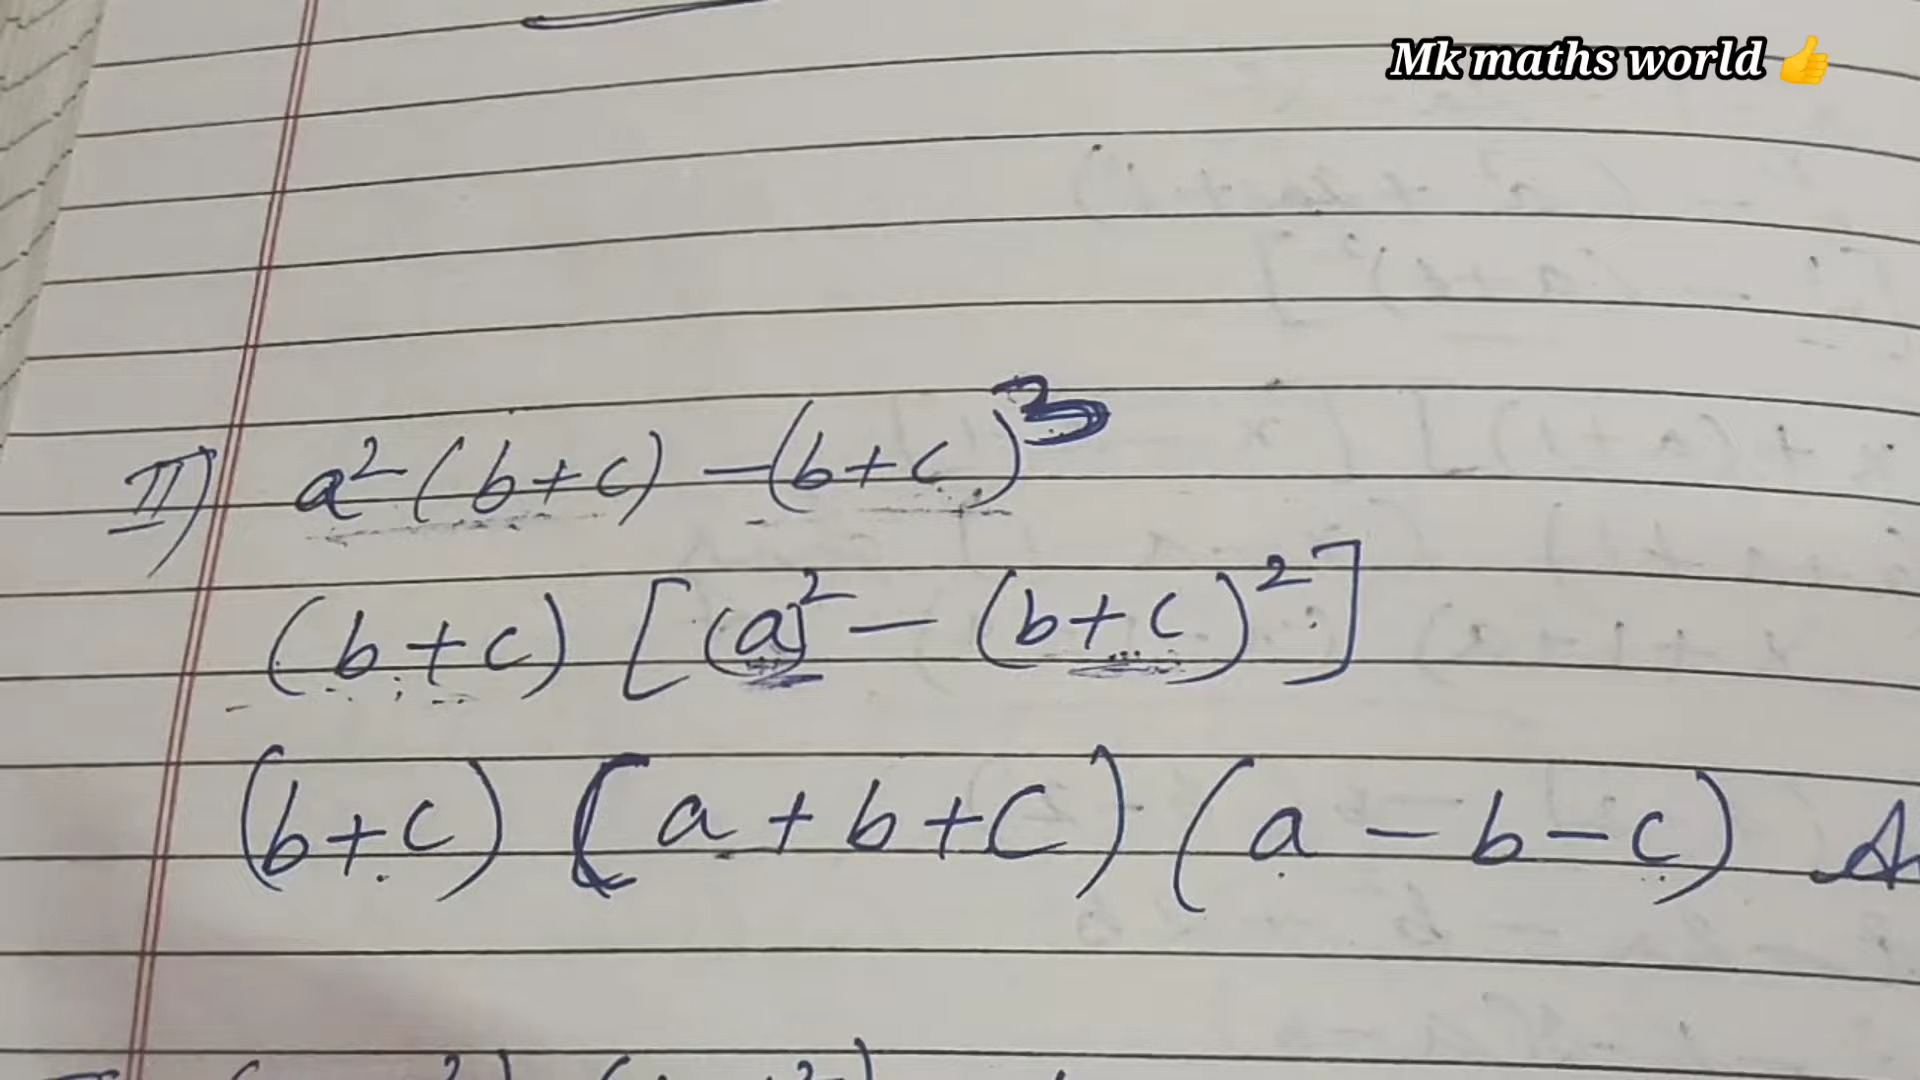 Mk maths world 👍
II) a² (b+c) -(b+c)³
(b+c) [(a)² - (b+c)²]
(b+c) (a+b+c) (a-b-c)